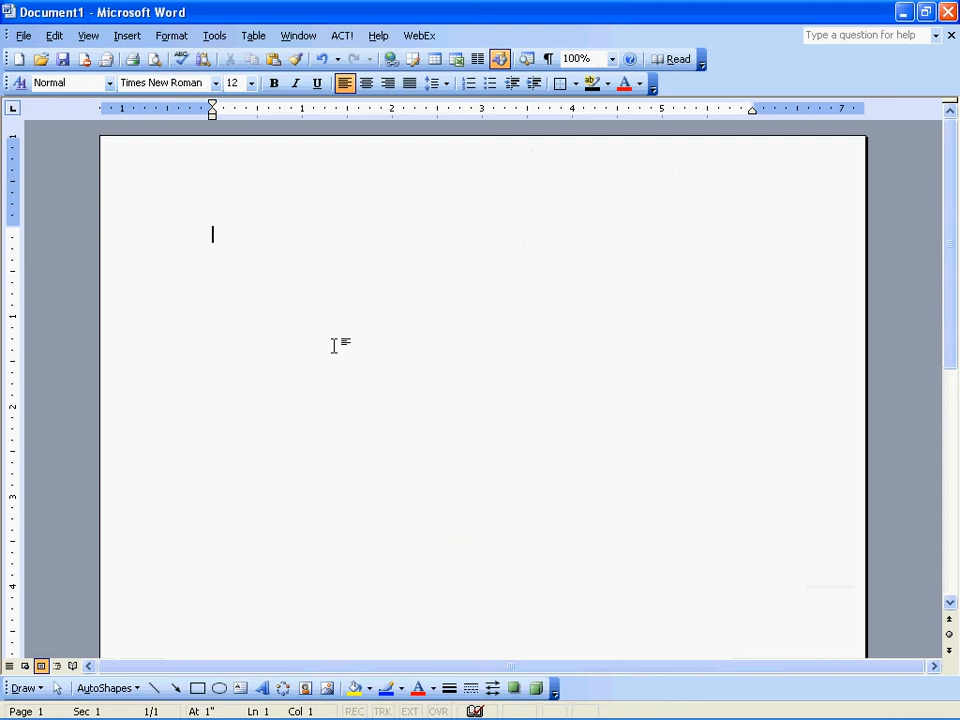 Document1 - Microsoft Word
File Edit View Insert Format Tools Table Window ACT! Help WebEx Type a question for help
100% Read
Normal Times New Roman 12 B I U
1 1 2 3 4 5 7
1
1
2
3
4
Draw AutoShapes
Page 1 Sec 1 1/1 At 1" Ln 1 Col 1 REC TRK EXT OVR